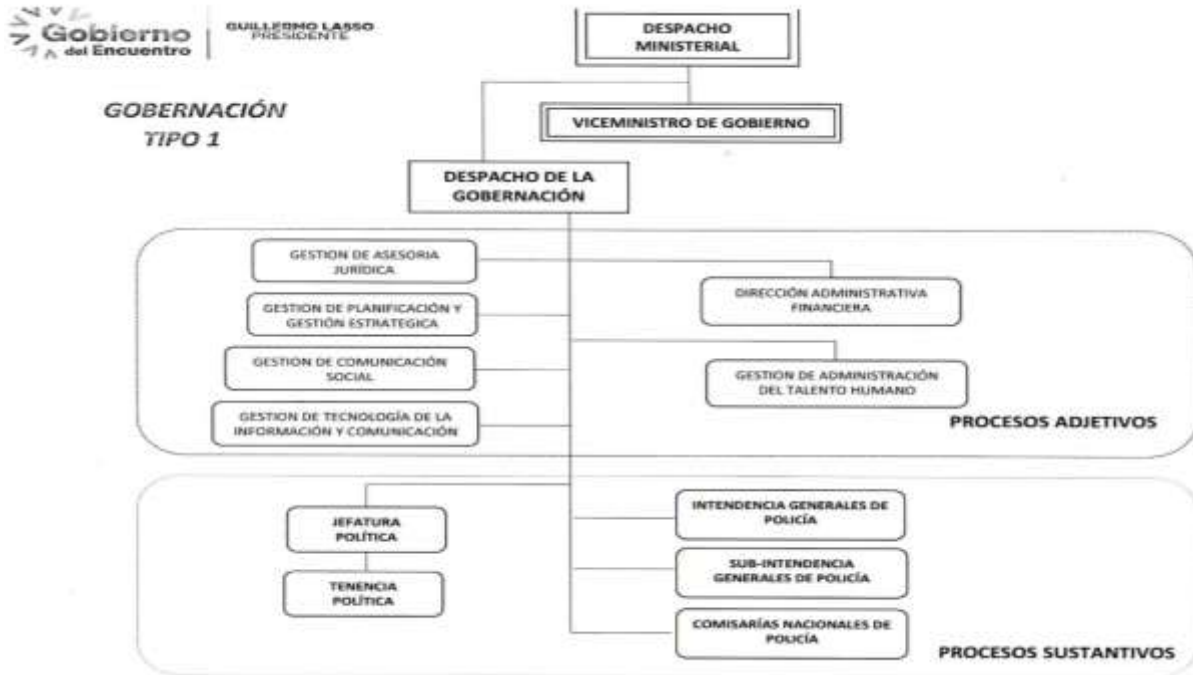 Gobierno
del Encuentro
GUILLERMO LASSO
PRESIDENTE
GOBERNACIÓN
TIPO 1
DESPACHO
MINISTERIAL
VICEMINISTRO DE GOBIERNO
DESPACHO DE LA
GOBERNACIÓN
GESTION DE ASESORIA
JURÍDICA
GESTION DE PLANIFICACIÓN Y
GESTIÓN ESTRATEGICA
GESTION DE COMUNICACIÓN
SOCIAL
GESTION DE TECNOLOGÍA DE LA
INFORMACIÓN Y COMUNICACIÓN
DIRECCIÓN ADMINISTRATIVA
FINANCIERA
GESTION DE ADMINISTRACIÓN
DEL TALENTO HUMANO
PROCESOS ADJETIVOS
JEFATURA
POLÍTICA
TENENCIA
POLÍTICA
INTENDENCIA GENERALES DE
POLICÍA
SUB-INTENDENCIA
GENERALES DE POLICÍA
COMISARÍAS NACIONALES DE
POLICÍA
PROCESOS SUSTANTIVOS